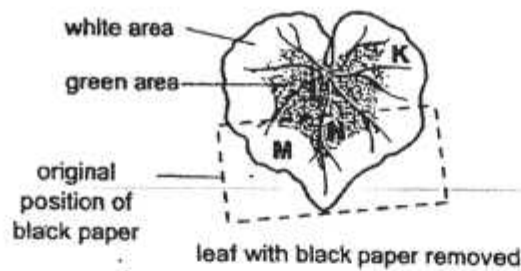 white area
green area
K
N
M
original
position of
black paper
leaf with black paper removed